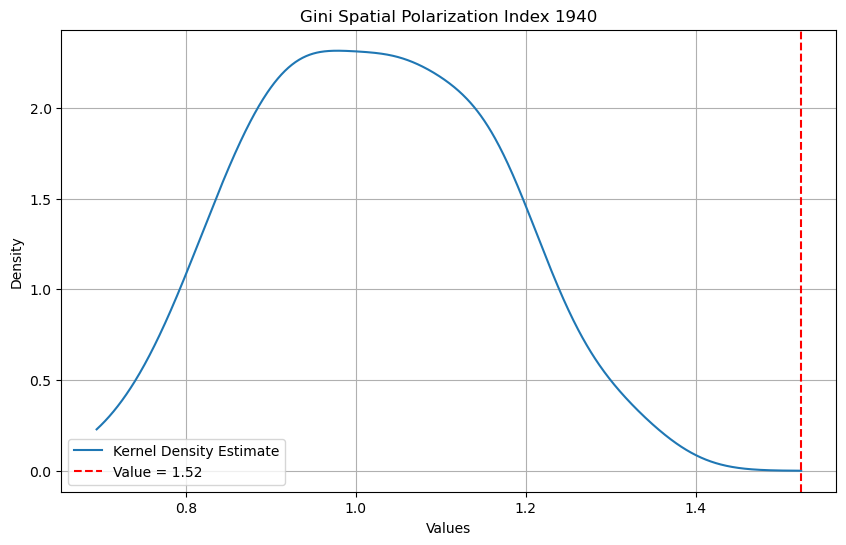 Gini Spatial Polarization Index 1940
Density
2.0
1.5
1.0
0.5
0.0
Kernel Density Estimate
Value = 1.52
0.8 1.0 1.2 1.4
Values